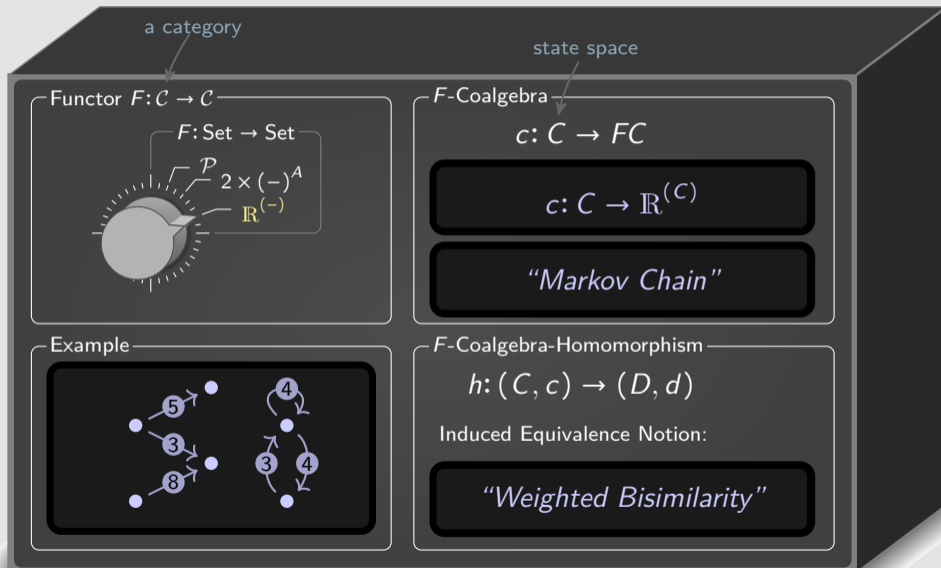 a category
state space
Functor F: 𝒞 → 𝒞
F: Set → Set
𝒫
2 × (−)^A
ℝ^(−)
F-Coalgebra
c: C → FC
c: C → ℝ^(C)
“Markov Chain”
Example
5
3
8
4
3
4
F-Coalgebra-Homomorphism
h: (C, c) → (D, d)
Induced Equivalence Notion:
“Weighted Bisimilarity”